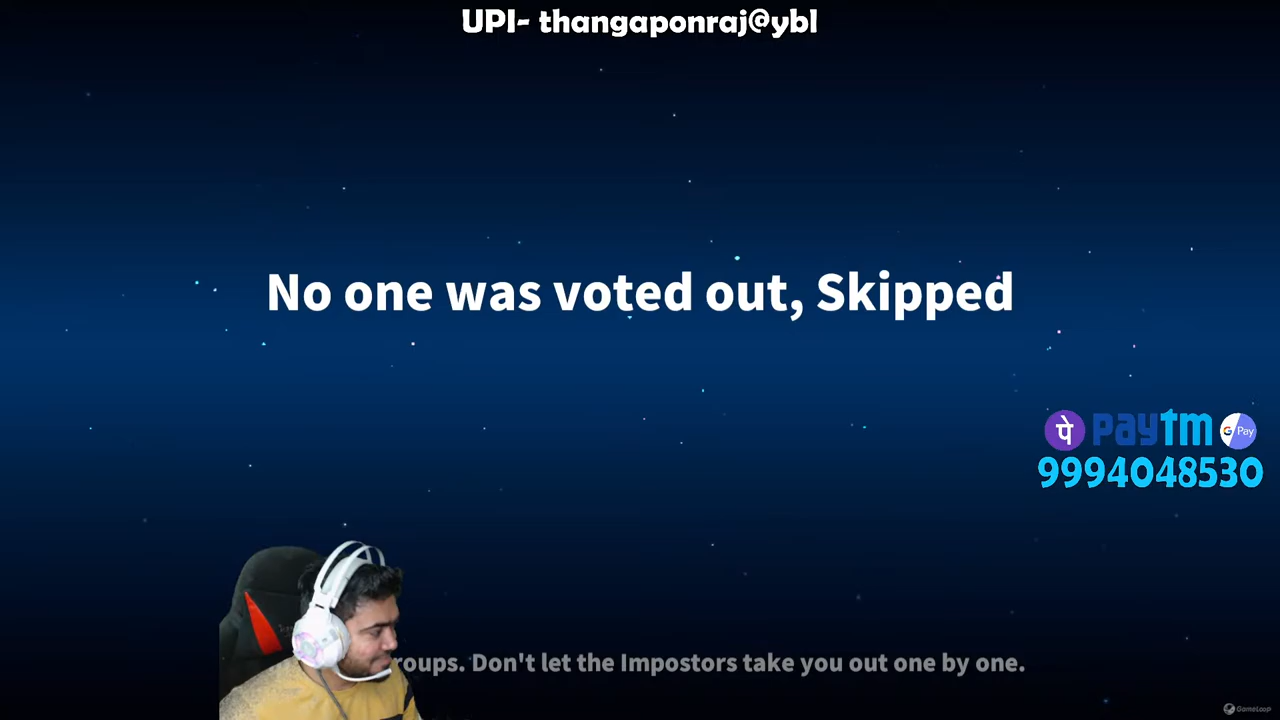 UPI- thangaponraj@ybl
No one was voted out, Skipped
पे paytm G Pay
9994048530
roups. Don't let the Impostors take you out one by one.
GameLoop